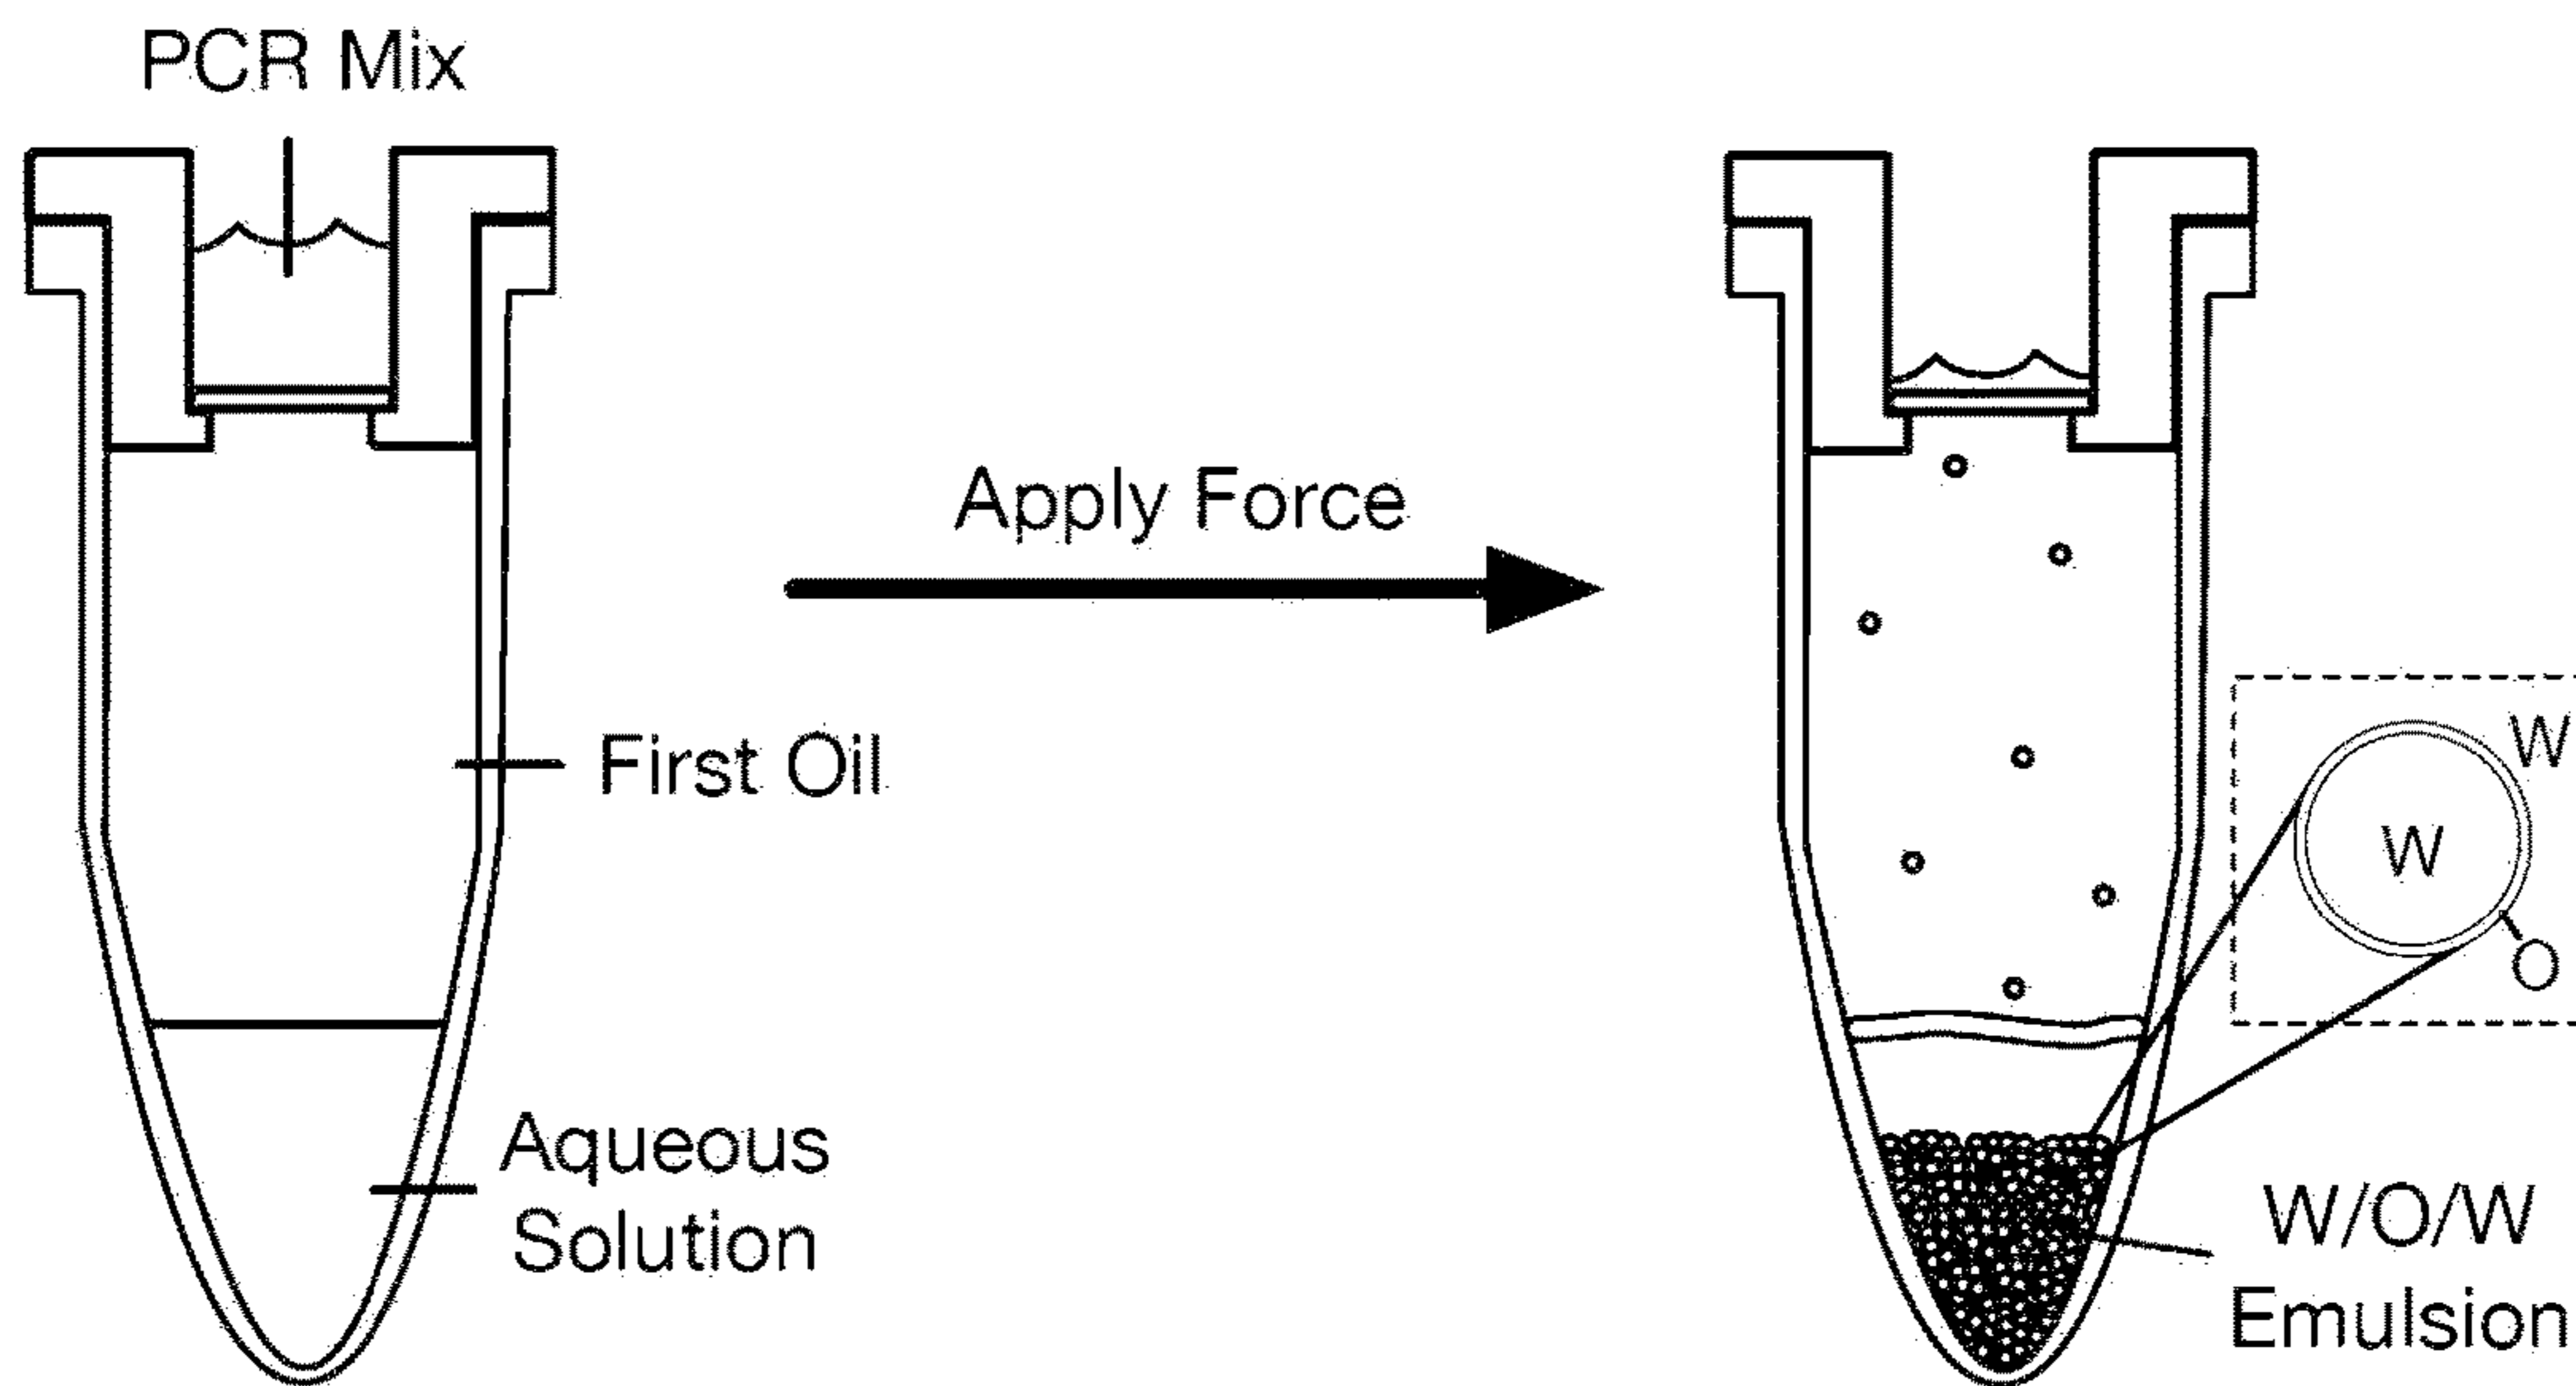 PCR Mix
Apply Force
First Oil
Aqueous
Solution
W
W
O
W/O/W
Emulsion